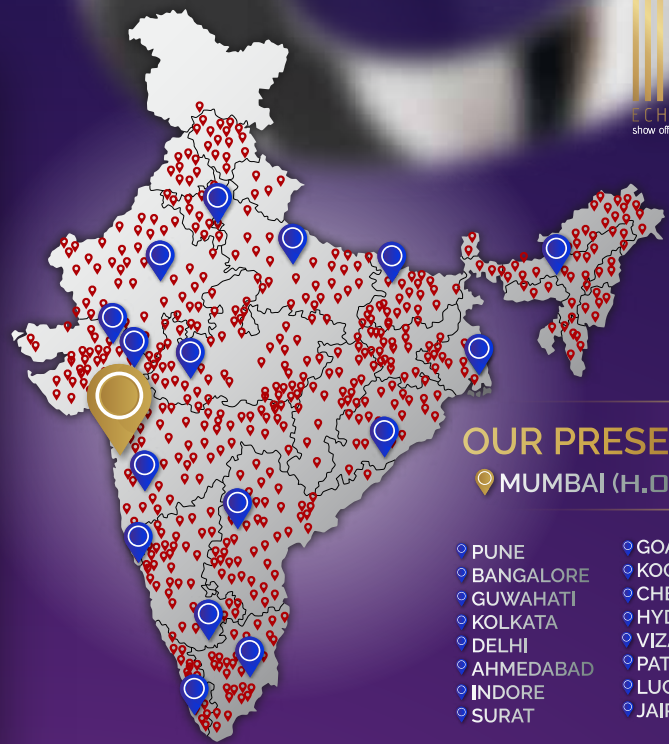 ECH
show off
OUR PRESE
MUMBAI (H.O
PUNE
BANGALORE
GUWAHATI
KOLKATA
DELHI
AHMEDABAD
INDORE
SURAT
GOA
KOC
CHE
HYD
VIZA
PAT
LUC
JAIP